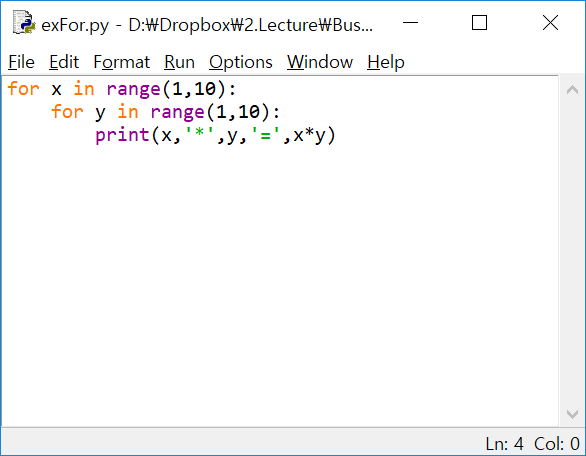 exFor.py - D:₩Dropbox₩2.Lecture₩Bus...
File Edit Format Run Options Window Help
for x in range(1,10):
    for y in range(1,10):
        print(x,'*',y,'=',x*y)
Ln: 4 Col: 0